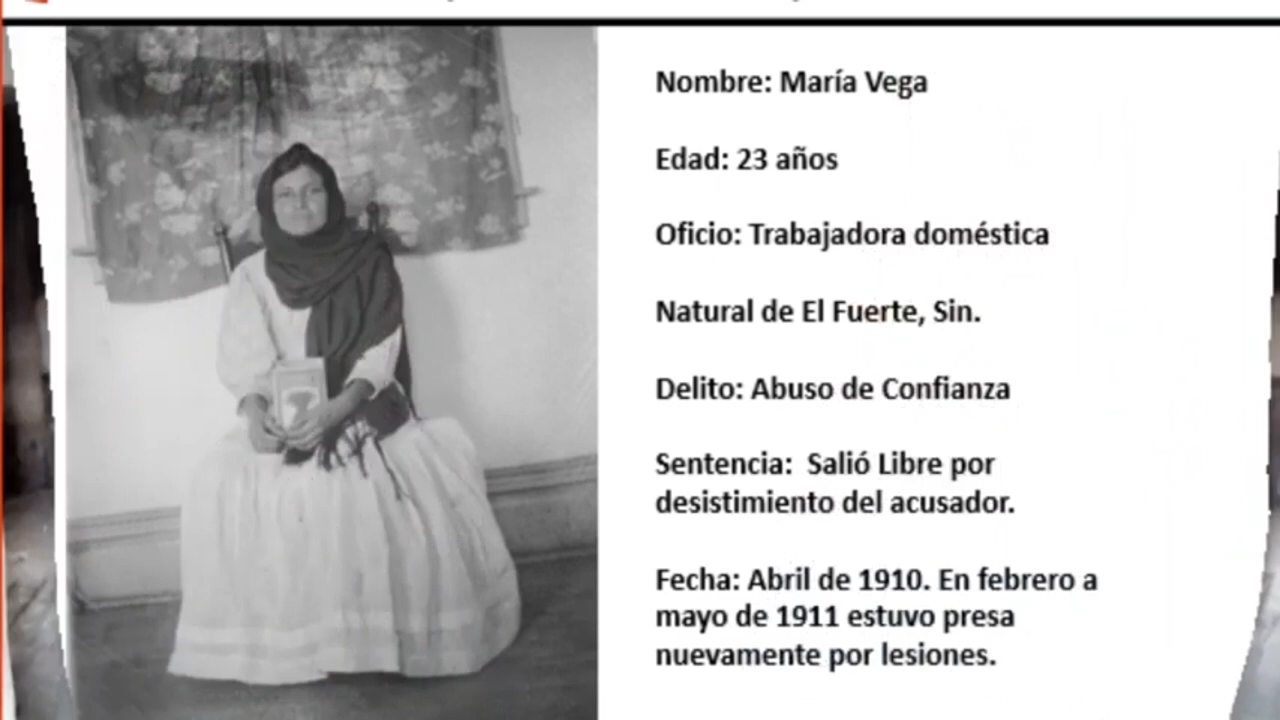 Nombre: María Vega
Edad: 23 años
Oficio: Trabajadora doméstica
Natural de El Fuerte, Sin.
Delito: Abuso de Confianza
Sentencia: Salió Libre por
desistimiento del acusador.
Fecha: Abril de 1910. En febrero a
mayo de 1911 estuvo presa
nuevamente por lesiones.